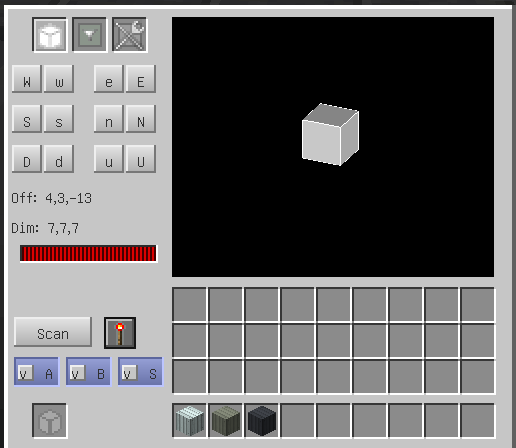 W w e E
S s n N
D d u U
Off: 4,3,-13
Dim: 7,7,7
Scan
v A v B v S